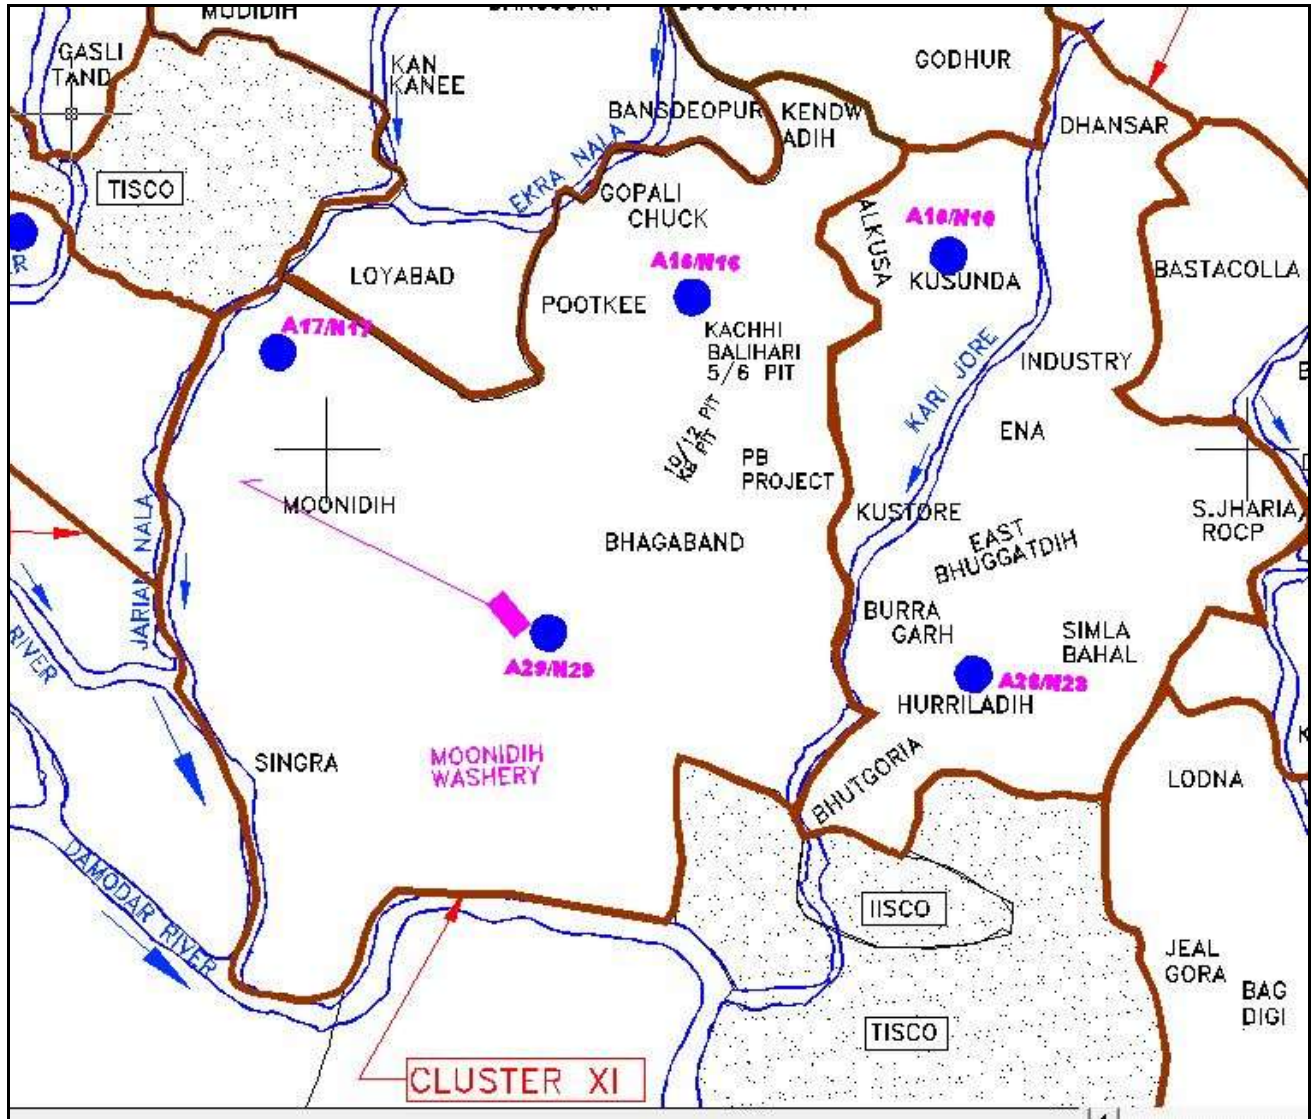 MUDIDIH
GASLI
TAND
KAN
KANEE
GODHUR
BANSDEOPUR
KENDW
ADIH
DHANSAR
TISCO
EKRA NALA
GOPALI
CHUCK
ALKUSA
A16/N16
KUSUNDA
BASTACOLLA
R
LOYABAD
POOTKEE
KACHHI
BALIHARI
5/6 PIT
A17/N17
KARI JORE
INDUSTRY
10/12 PIT
KB PIT
ENA
PB
PROJECT
MOONIDIH
KUSTORE
S.JHARIA
ROCP
JARIAN NALA
BHAGABAND
EAST
BHUGGATDIH
BURRA
GARH
SIMLA
BAHAL
RIVER
A29/N29
A28/N28
HURRILADIH
SINGRA
MOONIDIH
WASHERY
BHUTGORIA
LODNA
DAMODAR RIVER
IISCO
JEAL
GORA
BAG
DIGI
TISCO
CLUSTER XI